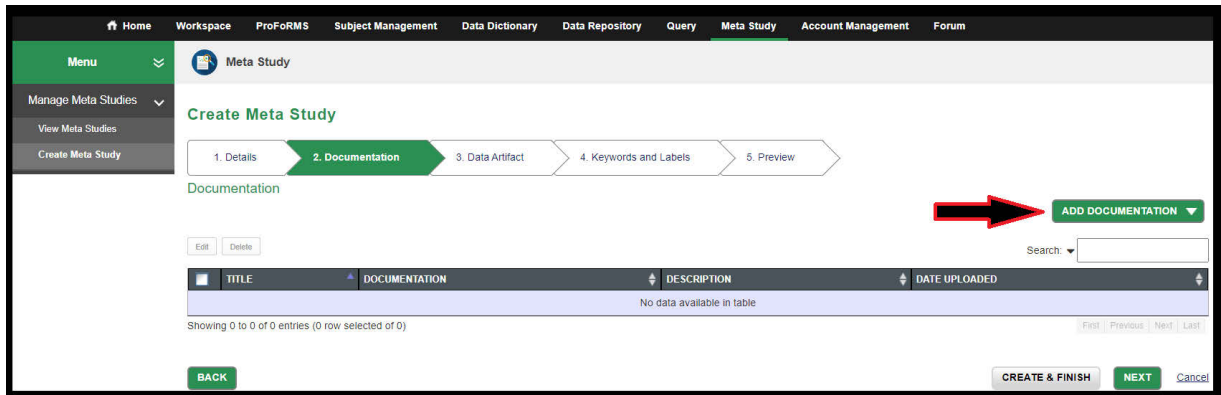 Home Workspace ProFoRMS Subject Management Data Dictionary Data Repository Query Meta Study Account Management Forum
Menu
Meta Study
Manage Meta Studies
View Meta Studies
Create Meta Study
Create Meta Study
1. Details 2. Documentation 3. Data Artifact 4. Keywords and Labels 5. Preview
Documentation
ADD DOCUMENTATION
Edit Delete Search:
TITLE DOCUMENTATION DESCRIPTION DATE UPLOADED
No data available in table
Showing 0 to 0 of 0 entries (0 row selected of 0) First Previous Next Last
BACK CREATE & FINISH NEXT Cancel